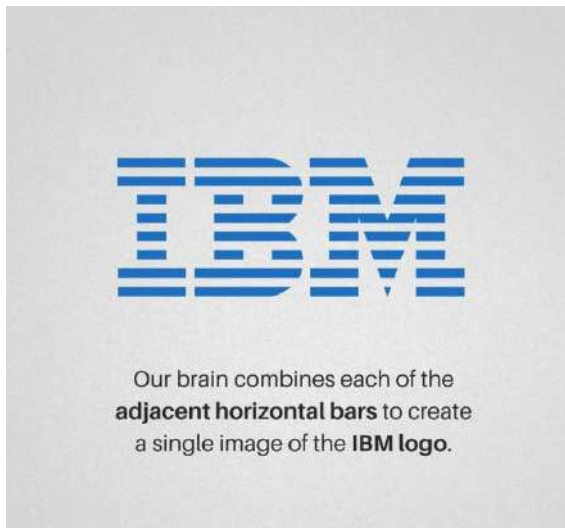 IBM
Our brain combines each of the
adjacent horizontal bars to create
a single image of the IBM logo.